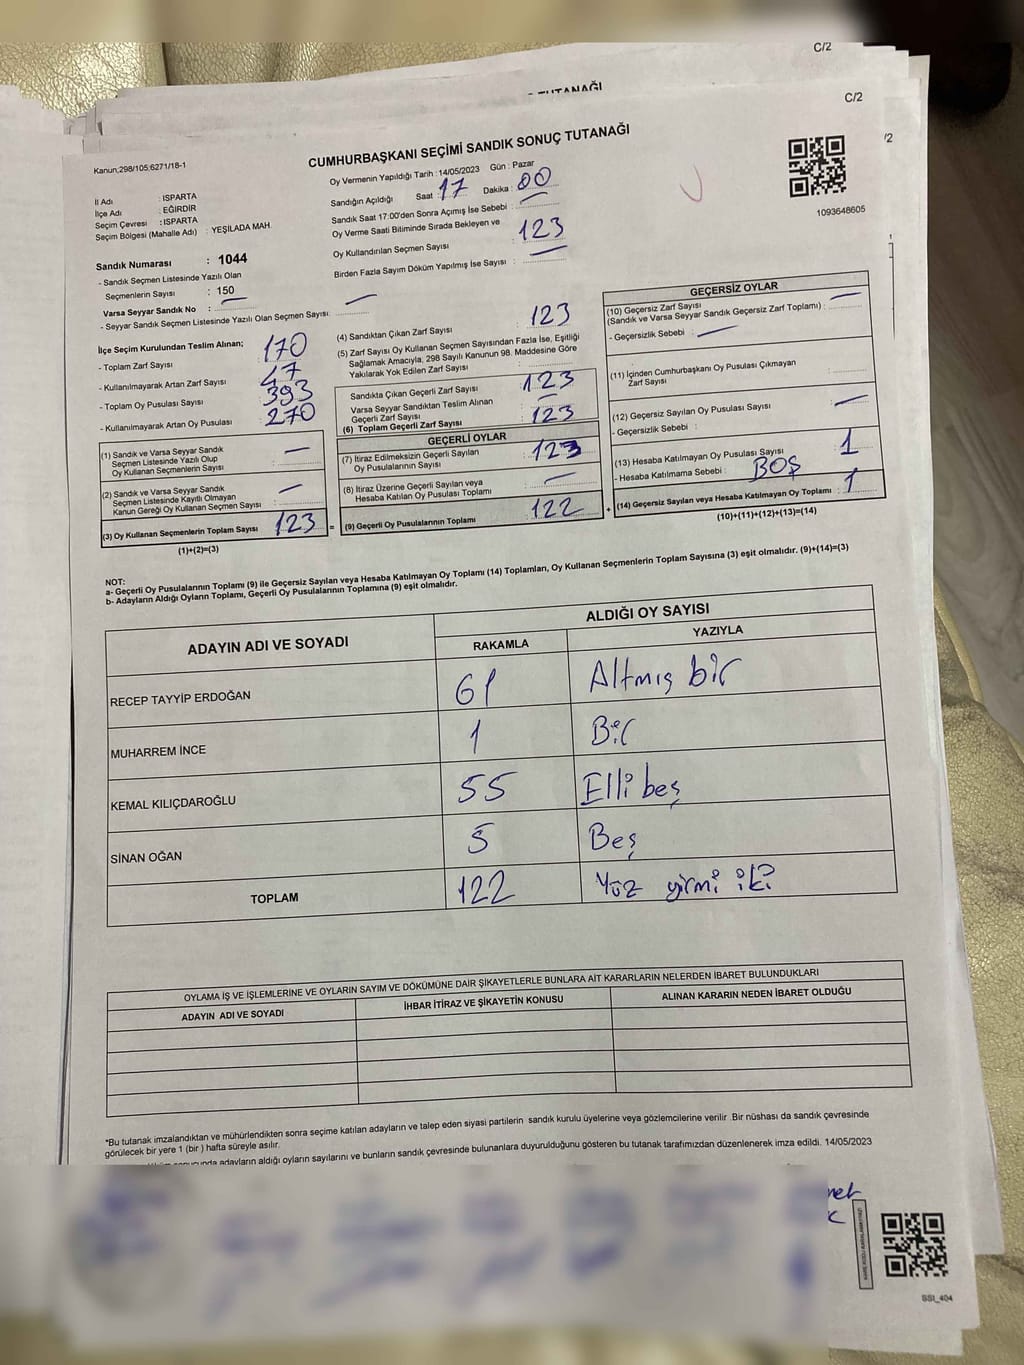 C/2
TUTANAĞI
C/2
/2
Kanun,298/105:6271/18-1
CUMHURBAŞKANI SEÇİMİ SANDIK SONUÇ TUTANAĞI
İl Adı : ISPARTA
İlçe Adı : EĞİRDİR
Seçim Çevresi : ISPARTA
Seçim Bölgesi (Mahalle Adı) : YEŞİLADA MAH
Oy Vermenin Yapıldığı Tarih : 14/05/2023 Gün : Pazar
Sandığın Açıldığı Saat : 17 Dakika : 00
Sandık Saat 17:00'den Sonra Açımış İse Sebebi :
Oy Verme Saati Bitiminde Sırada Bekleyen ve
Oy Kullandırılan Seçmen Sayısı : 123
Birden Fazla Sayım Döküm Yapılmış İse Sayısı :
1093648605
Sandık Numarası : 1044
- Sandık Seçmen Listesinde Yazılı Olan
Seçmenlerin Sayısı : 150
Varsa Seyyar Sandık No :
- Seyyar Sandık Seçmen Listesinde Yazılı Olan Seçmen Sayısı:
İlçe Seçim Kurulundan Teslim Alınan;
- Toplam Zarf Sayısı 170
- Kullanılmayarak Artan Zarf Sayısı 47
- Toplam Oy Pusulası Sayısı 393
- Kullanılmayarak Artan Oy Pusulası 270
(1) Sandık ve Varsa Seyyar Sandık
Seçmen Listesinde Yazılı Olup
Oy Kullanan Seçmenlerin Sayısı —
(2) Sandık ve Varsa Seyyar Sandık
Seçmen Listesinde Kayıtlı Olmayan
Kanun Gereği Oy Kullanan Seçmen Sayısı —
(3) Oy Kullanan Seçmenlerin Toplam Sayısı 123 =
(1)+(2)=(3)
(4) Sandıktan Çıkan Zarf Sayısı : 123
(5) Zarf Sayısı Oy Kullanan Seçmen Sayısından Fazla İse, Eşitliği
Sağlamak Amacıyla, 298 Sayılı Kanunun 98. Maddesine Göre
Yakılarak Yok Edilen Zarf Sayısı :
Sandıkta Çıkan Geçerli Zarf Sayısı : 123
Varsa Seyyar Sandıktan Teslim Alınan
Geçerli Zarf Sayısı : —
(6) Toplam Geçerli Zarf Sayısı : 123
GEÇERLİ OYLAR
(7) İtiraz Edilmeksizin Geçerli Sayılan
Oy Pusulalarının Sayısı : 123
(8) İtiraz Üzerine Geçerli Sayılan veya
Hesaba Katılan Oy Pusulası Toplamı : —
(9) Geçerli Oy Pusulalarının Toplamı : 122 +
GEÇERSİZ OYLAR
(10) Geçersiz Zarf Sayısı
(Sandık ve Varsa Seyyar Sandık Geçersiz Zarf Toplamı) : —
- Geçersizlik Sebebi : —
(11) İçinden Cumhurbaşkanı Oy Pusulası Çıkmayan
Zarf Sayısı :
(12) Geçersiz Sayılan Oy Pusulası Sayısı : —
- Geçersizlik Sebebi :
(13) Hesaba Katılmayan Oy Pusulası Sayısı : 1
- Hesaba Katılmama Sebebi : BOŞ
(14) Geçersiz Sayılan veya Hesaba Katılmayan Oy Toplamı : 1
(10)+(11)+(12)+(13)=(14)
NOT:
a- Geçerli Oy Pusulalarının Toplamı (9) ile Geçersiz Sayılan veya Hesaba Katılmayan Oy Toplamı (14) Toplamları, Oy Kullanan Seçmenlerin Toplam Sayısına (3) eşit olmalıdır. (9)+(14)=(3)
b- Adayların Aldığı Oyların Toplamı, Geçerli Oy Pusulalarının Toplamına (9) eşit olmalıdır.
ADAYIN ADI VE SOYADI
ALDIĞI OY SAYISI
RAKAMLA YAZIYLA
RECEP TAYYİP ERDOĞAN 61 Altmış bir
MUHARREM İNCE 1 Bir
KEMAL KILIÇDAROĞLU 55 Elli beş
SİNAN OĞAN 5 Beş
TOPLAM 122 Yüz yirmi iki
OYLAMA İŞ VE İŞLEMLERİNE VE OYLARIN SAYIM VE DÖKÜMÜNE DAİR ŞİKAYETLERLE BUNLARA AİT KARARLARIN NELERDEN İBARET BULUNDUKLARI
ADAYIN ADI VE SOYADI İHBAR İTİRAZ VE ŞİKAYETİN KONUSU ALINAN KARARIN NEDEN İBARET OLDUĞU
*Bu tutanak imzalandıktan ve mühürlendikten sonra seçime katılan adayların ve talep eden siyasi partilerin sandık kurulu üyelerine veya gözlemcilerine verilir .Bir nüshası da sandık çevresinde
görülecek bir yere 1 (bir ) hafta süreyle asılır.
adayların aldığı oyların sayılarını ve bunların sandık çevresinde bulunanlara duyurulduğunu gösteren bu tutanak tarafımızdan düzenlenerek imza edildi. 14/05/2023
SSI_404